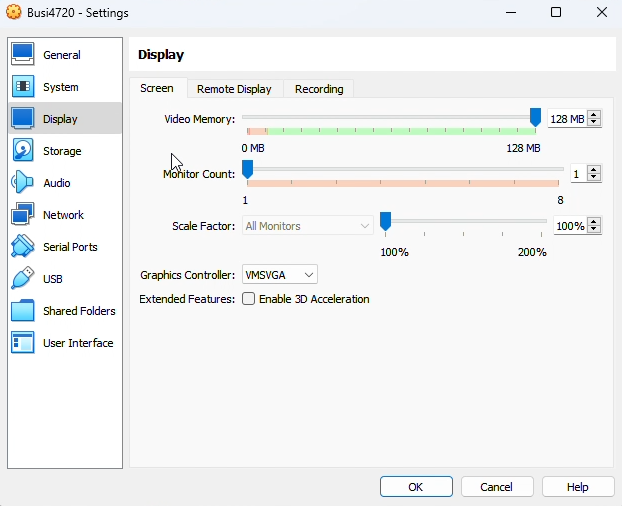 Busi4720 - Settings
General
System
Display
Storage
Audio
Network
Serial Ports
USB
Shared Folders
User Interface
Display
Screen Remote Display Recording
Video Memory: 128 MB
0 MB 128 MB
Monitor Count: 1
1 8
Scale Factor: All Monitors 100%
100% 200%
Graphics Controller: VMSVGA
Extended Features: Enable 3D Acceleration
OK Cancel Help